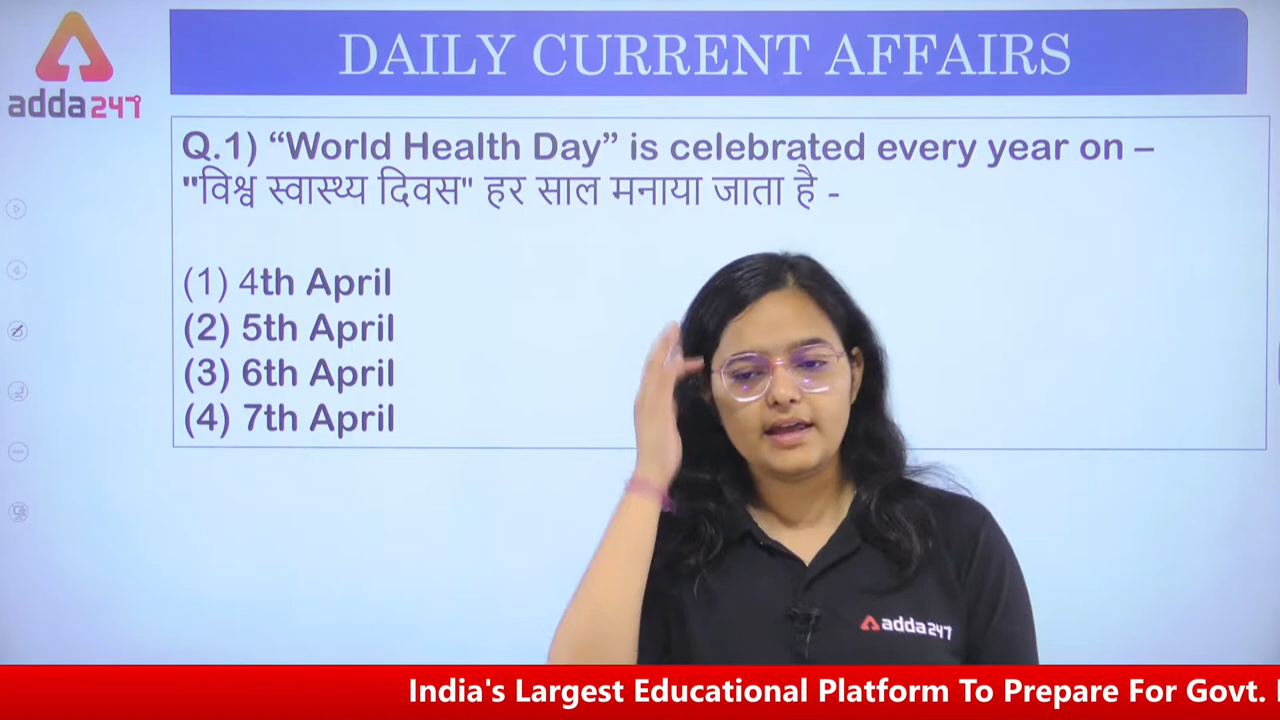 DAILY CURRENT AFFAIRS
adda247
Q.1) “World Health Day” is celebrated every year on –
"विश्व स्वास्थ्य दिवस" हर साल मनाया जाता है -
(1) 4th April
(2) 5th April
(3) 6th April
(4) 7th April
adda247
India's Largest Educational Platform To Prepare For Govt.